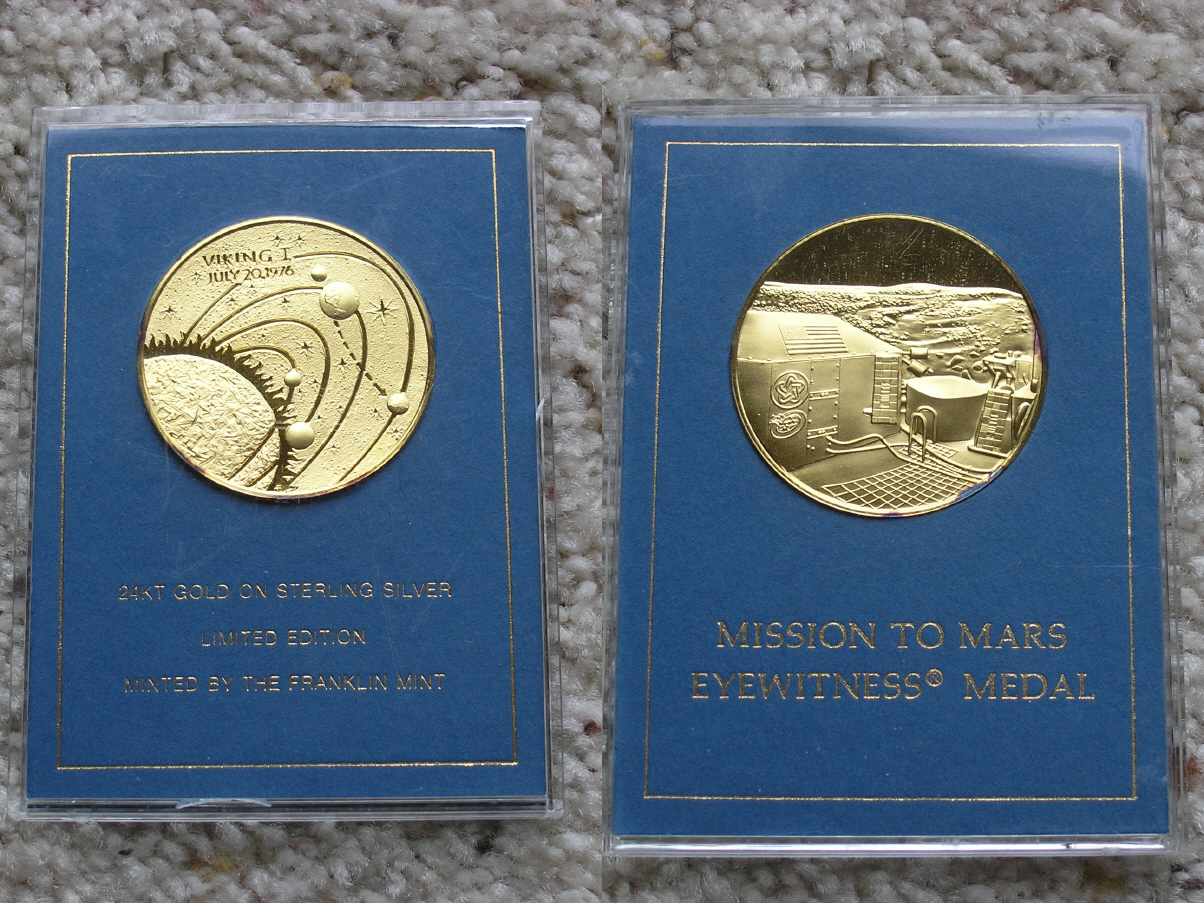 VIKING I
JULY 20, 1976
24KT GOLD ON STERLING SILVER
LIMITED EDITION
MINTED BY THE FRANKLIN MINT
MISSION TO MARS
EYEWITNESS® MEDAL